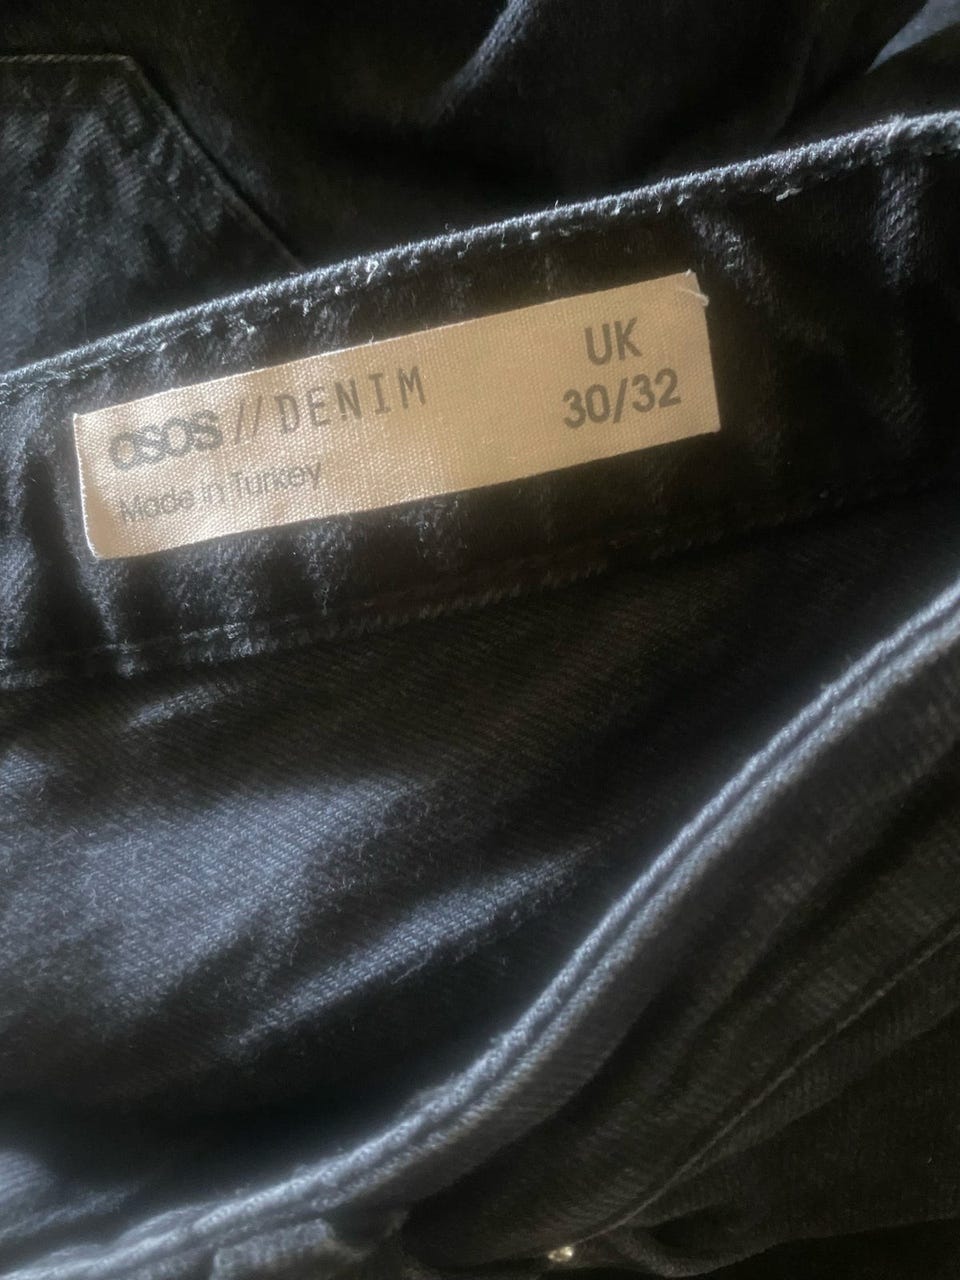 asos//DENIM
Made in Turkey
UK
30/32